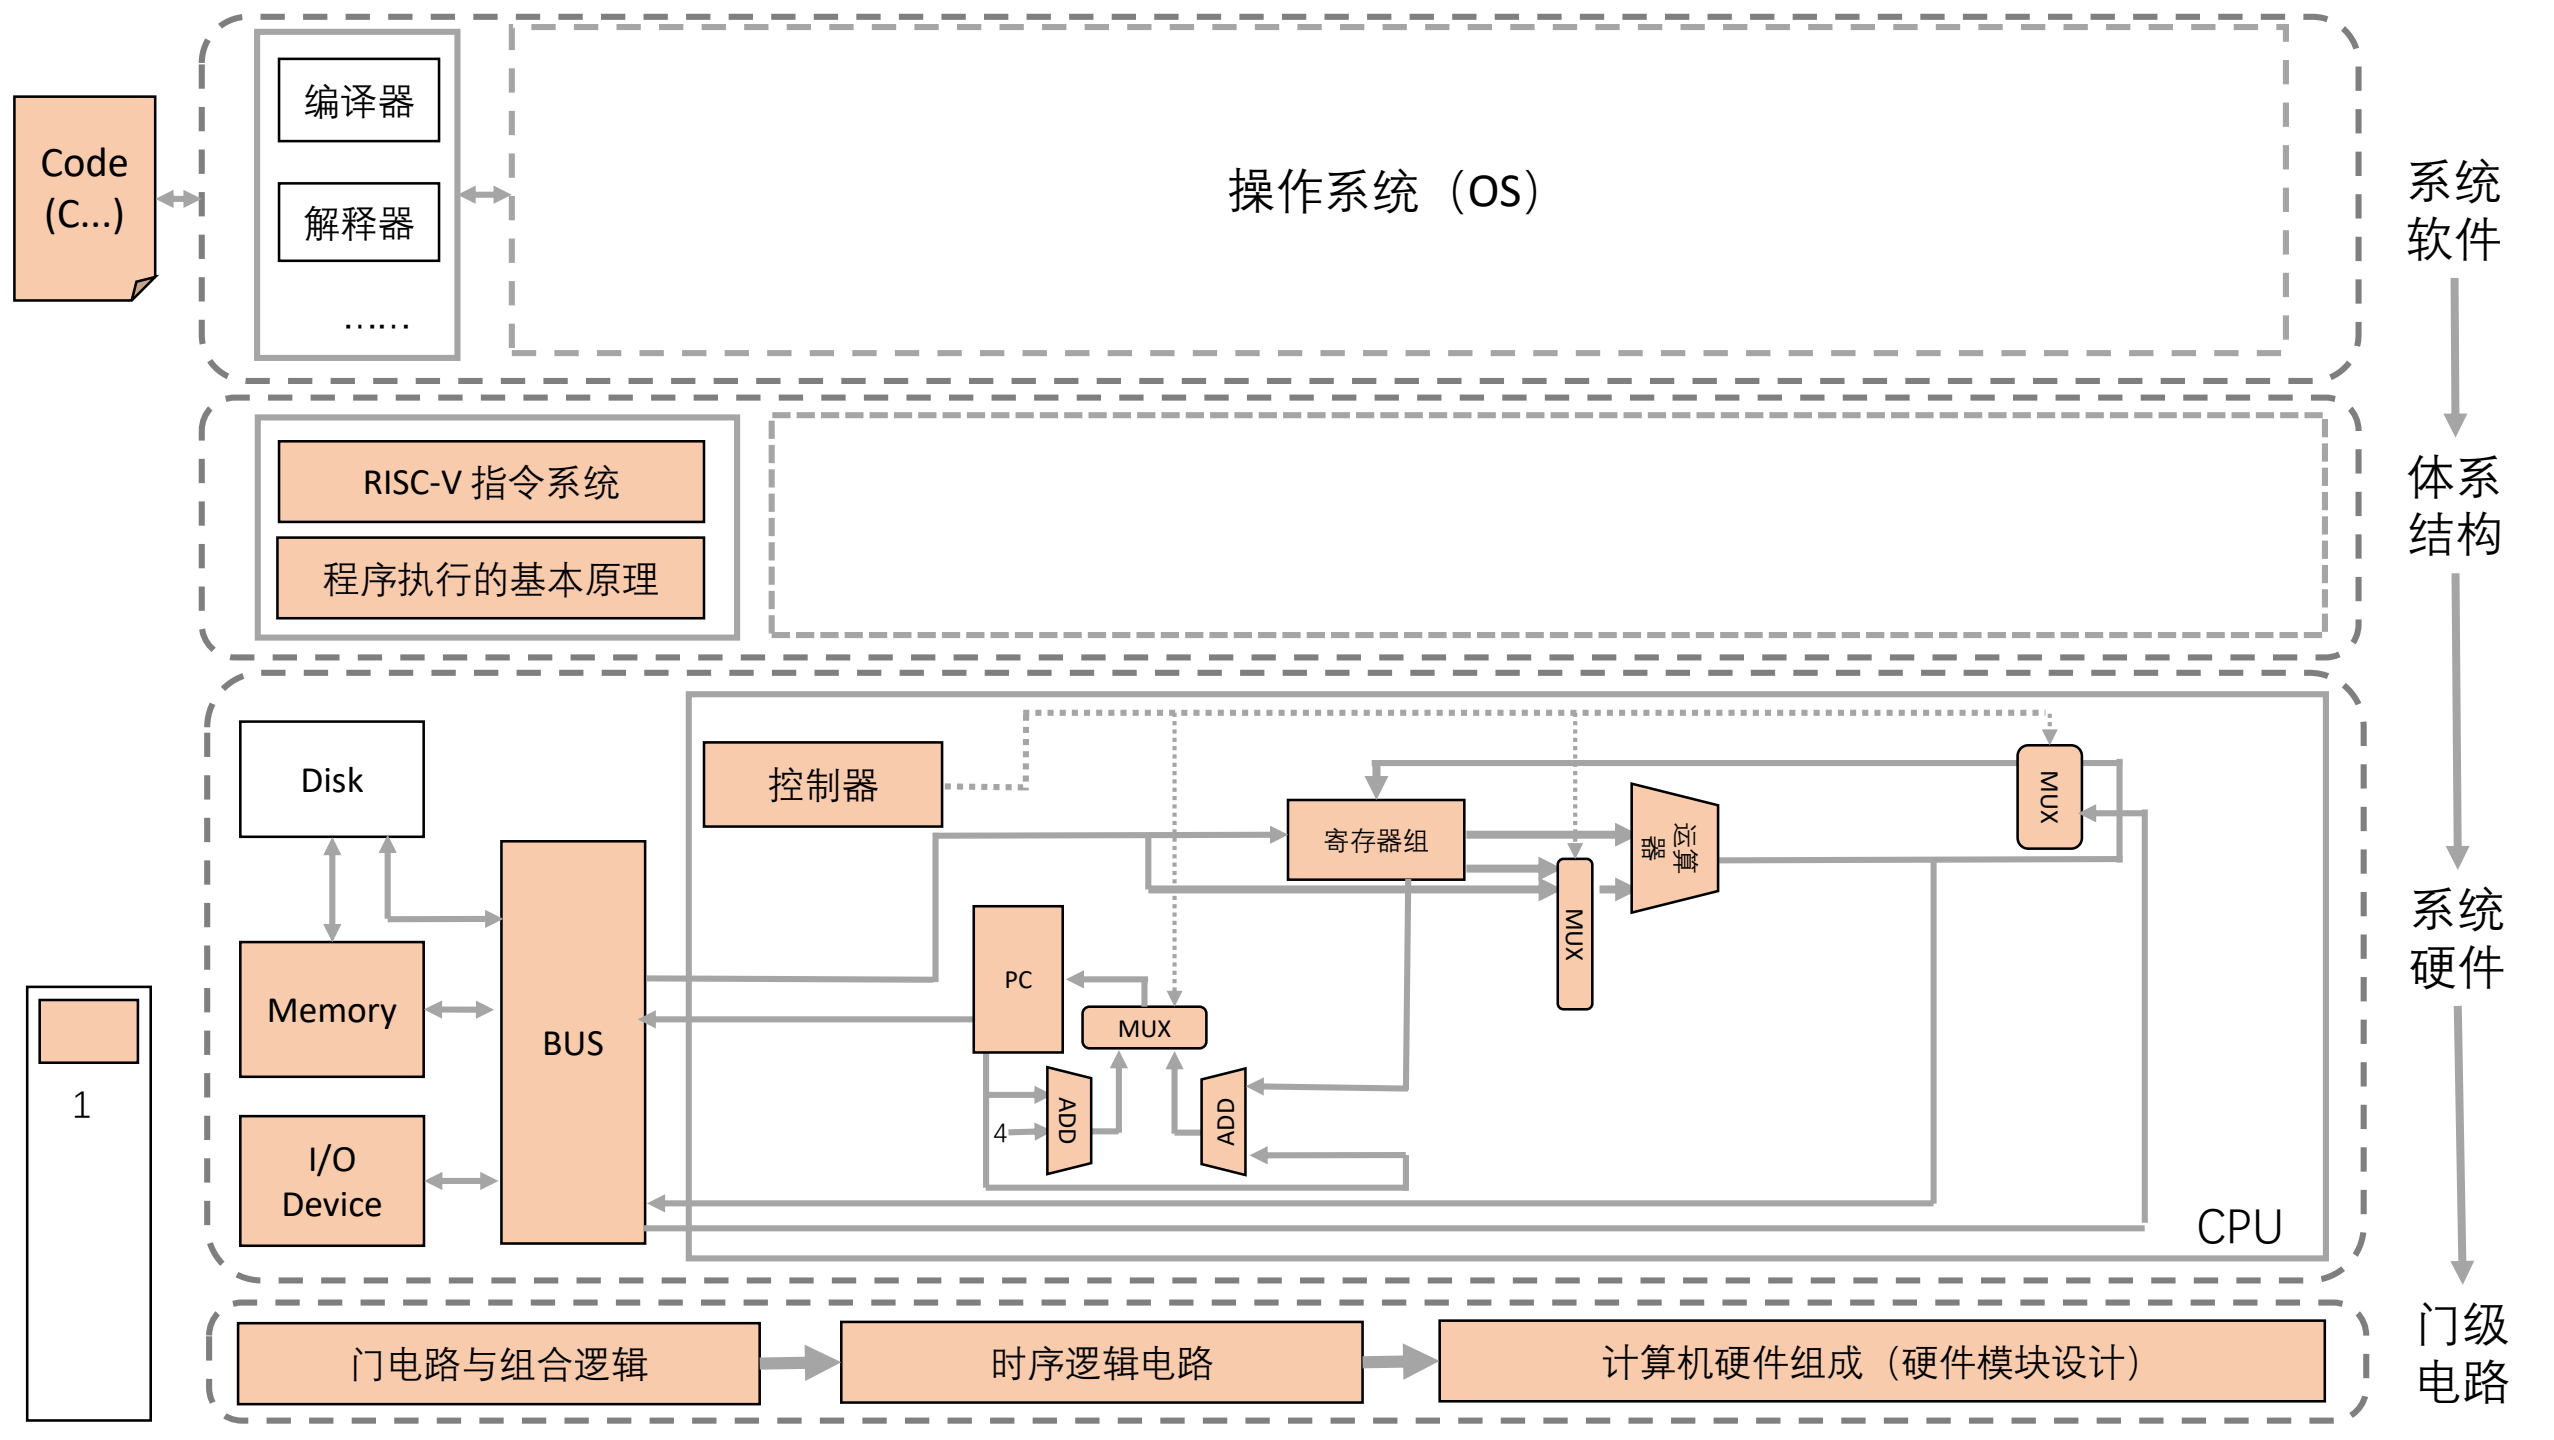 Code
(C...)
编译器
解释器
……
操作系统（OS）
系统
软件
RISC-V 指令系统
程序执行的基本原理
体系
结构
Disk
Memory
I/O
Device
BUS
控制器
PC
4
ADD
MUX
ADD
寄存器组
MUX
运算
器
MUX
CPU
系统
硬件
1
门电路与组合逻辑
时序逻辑电路
计算机硬件组成（硬件模块设计）
门级
电路